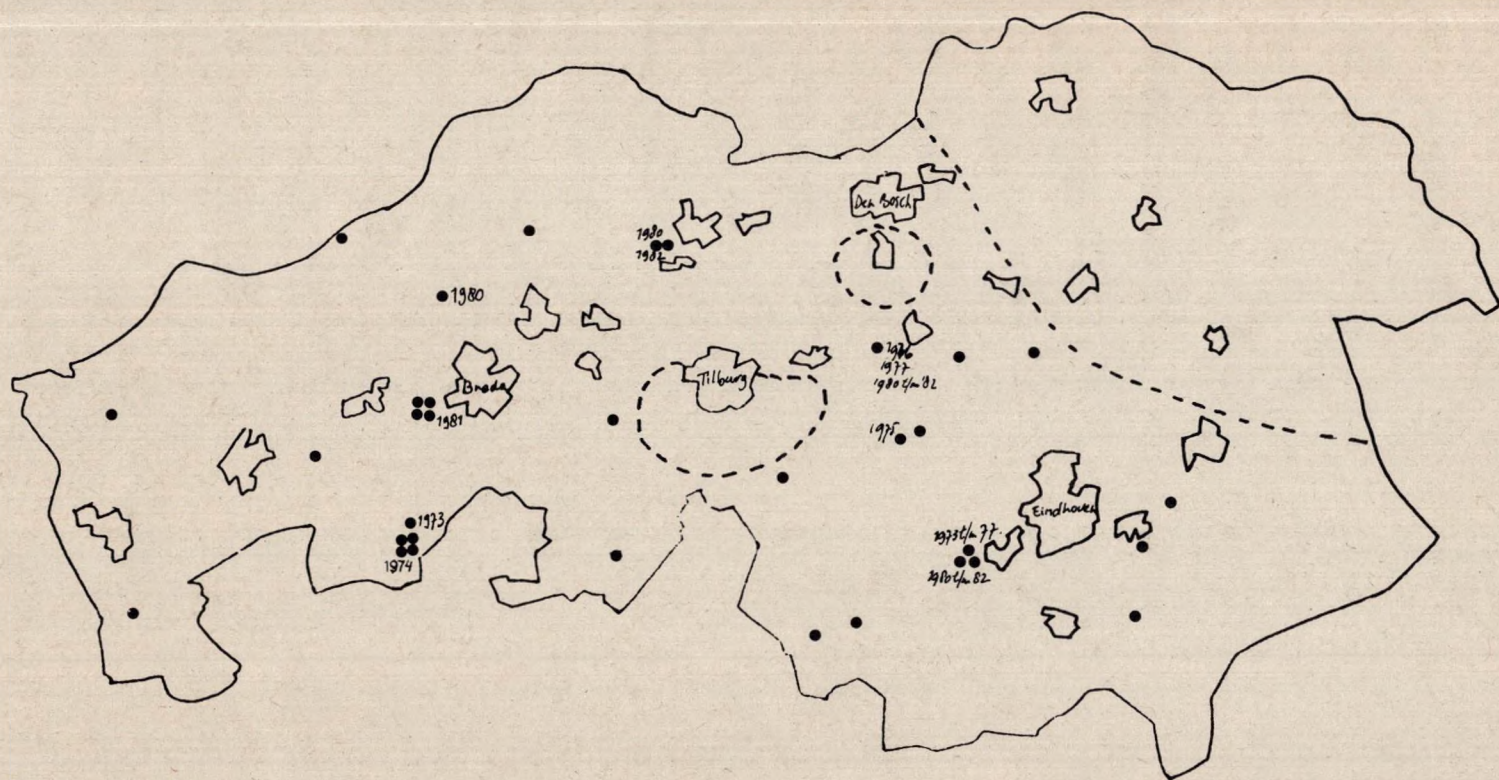 Den Bosch
1980
1982
1980
1976
1977
1980 t/m '82
Tilburg
Breda
1981
1975
Eindhoven
1973
1973 t/m 77.
1974
1980 t/m 82